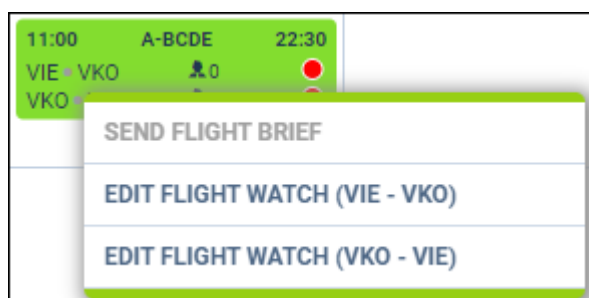 11:00 A-BCDE 22:30
VIE VKO 0
VKO
SEND FLIGHT BRIEF
EDIT FLIGHT WATCH (VIE - VKO)
EDIT FLIGHT WATCH (VKO - VIE)